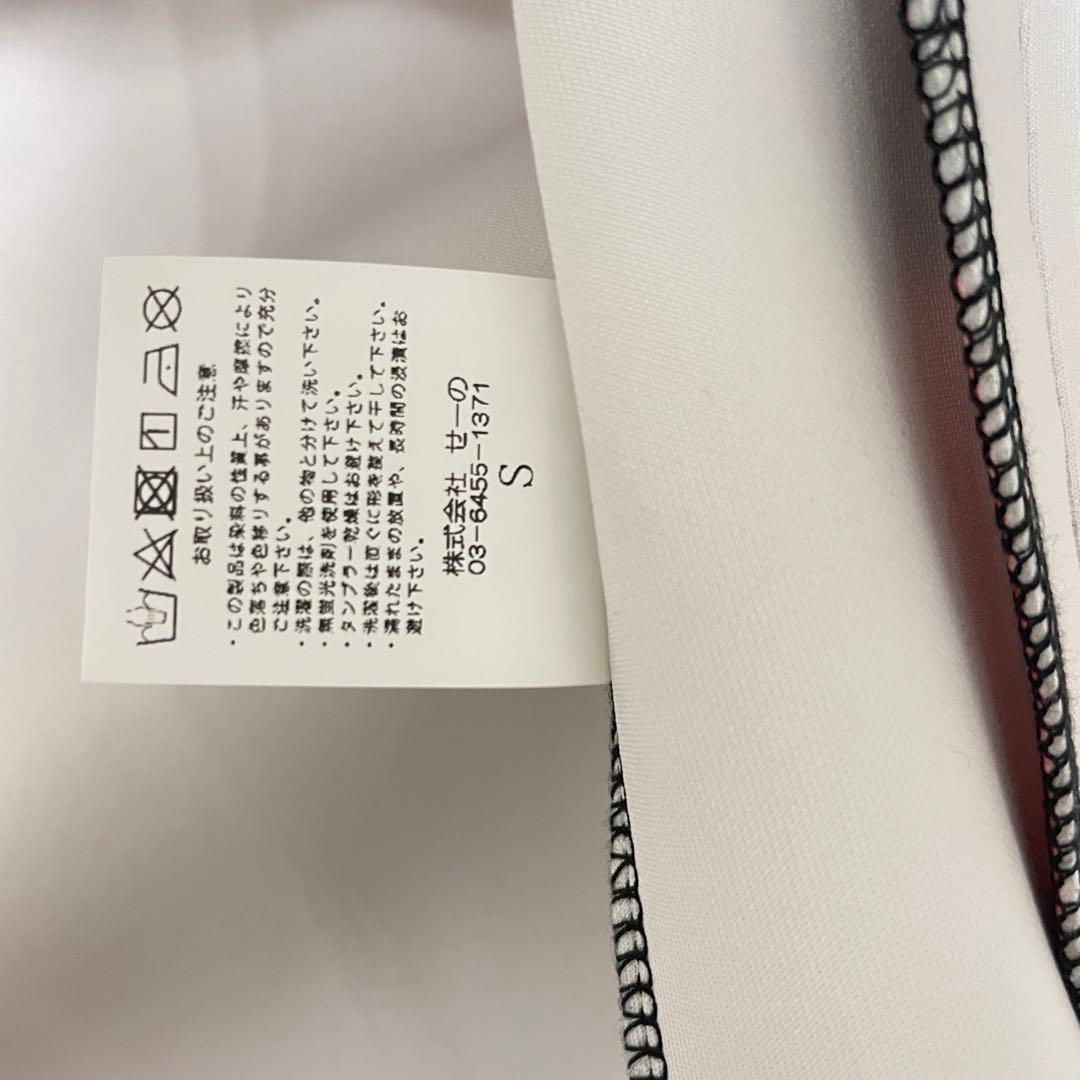 お取り扱い上のご注意
・この製品は染料の性質上、汗や摩擦により
色落ちや色移りする事がありますので充分
ご注意下さい。
・洗濯の際は、他の物と分けて洗い下さい。
・無蛍光洗剤を使用して下さい。
・タンブラー乾燥はお避け下さい。
・洗濯後は直ぐに形を整えて干して下さい。
・濡れたままの放置や、長時間の浸漬はお
避け下さい。
株式会社 せーの
03-6455-1371
S